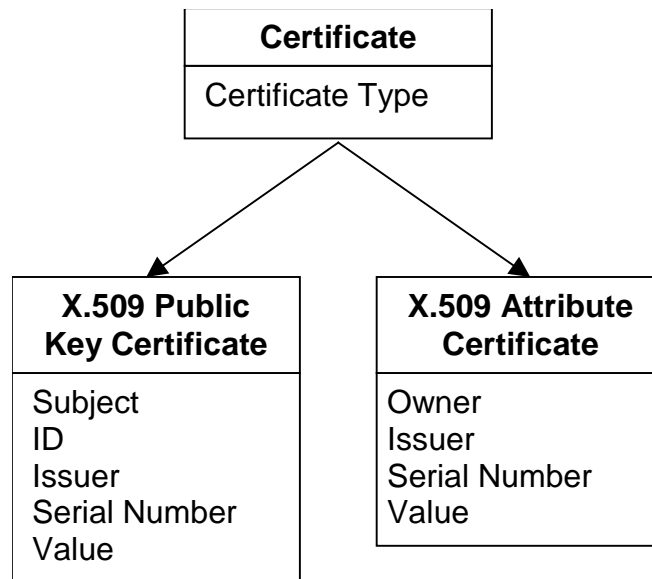 Certificate
Certificate Type
X.509 Public
Key Certificate
Subject
ID
Issuer
Serial Number
Value
X.509 Attribute
Certificate
Owner
Issuer
Serial Number
Value